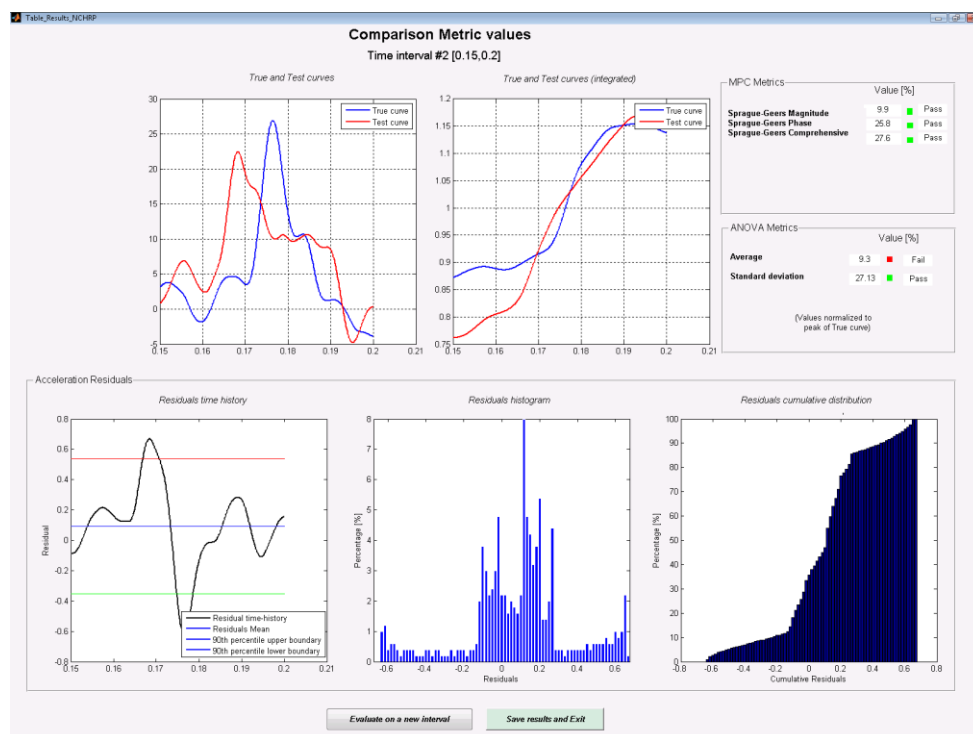 Table_Results_NCHRP
Comparison Metric values
Time interval #2 [0.15,0.2]
True and Test curves
30
25
20
15
10
5
0
-5
0.15 0.16 0.17 0.18 0.19 0.2 0.21
True curve
Test curve
True and Test curves (integrated)
1.2
1.15
1.1
1.05
1
0.95
0.9
0.85
0.8
0.75
0.15 0.16 0.17 0.18 0.19 0.2 0.21
True curve
Test curve
MPC Metrics
Value [%]
Sprague-Geers Magnitude 9.9 Pass
Sprague-Geers Phase 25.8 Pass
Sprague-Geers Comprehensive 27.6 Pass
ANOVA Metrics
Value [%]
Average 9.3 Fail
Standard deviation 27.13 Pass
(Values normalized to
peak of True curve)
Acceleration Residuals
Residuals time history
Residual
0.8
0.6
0.4
0.2
0
-0.2
-0.4
-0.6
-0.8
0.15 0.16 0.17 0.18 0.19 0.2 0.21
Residual time-history
Residuals Mean
90th percentile upper boundary
90th percentile lower boundary
Residuals histogram
Percentage [%]
8
7
6
5
4
3
2
1
0
-0.6 -0.4 -0.2 0 0.2 0.4 0.6
Residuals
Residuals cumulative distribution
Percentage [%]
100
90
80
70
60
50
40
30
20
10
0
-0.8 -0.6 -0.4 -0.2 0 0.2 0.4 0.6 0.8
Cumulative Residuals
Evaluate on a new interval
Save results and Exit